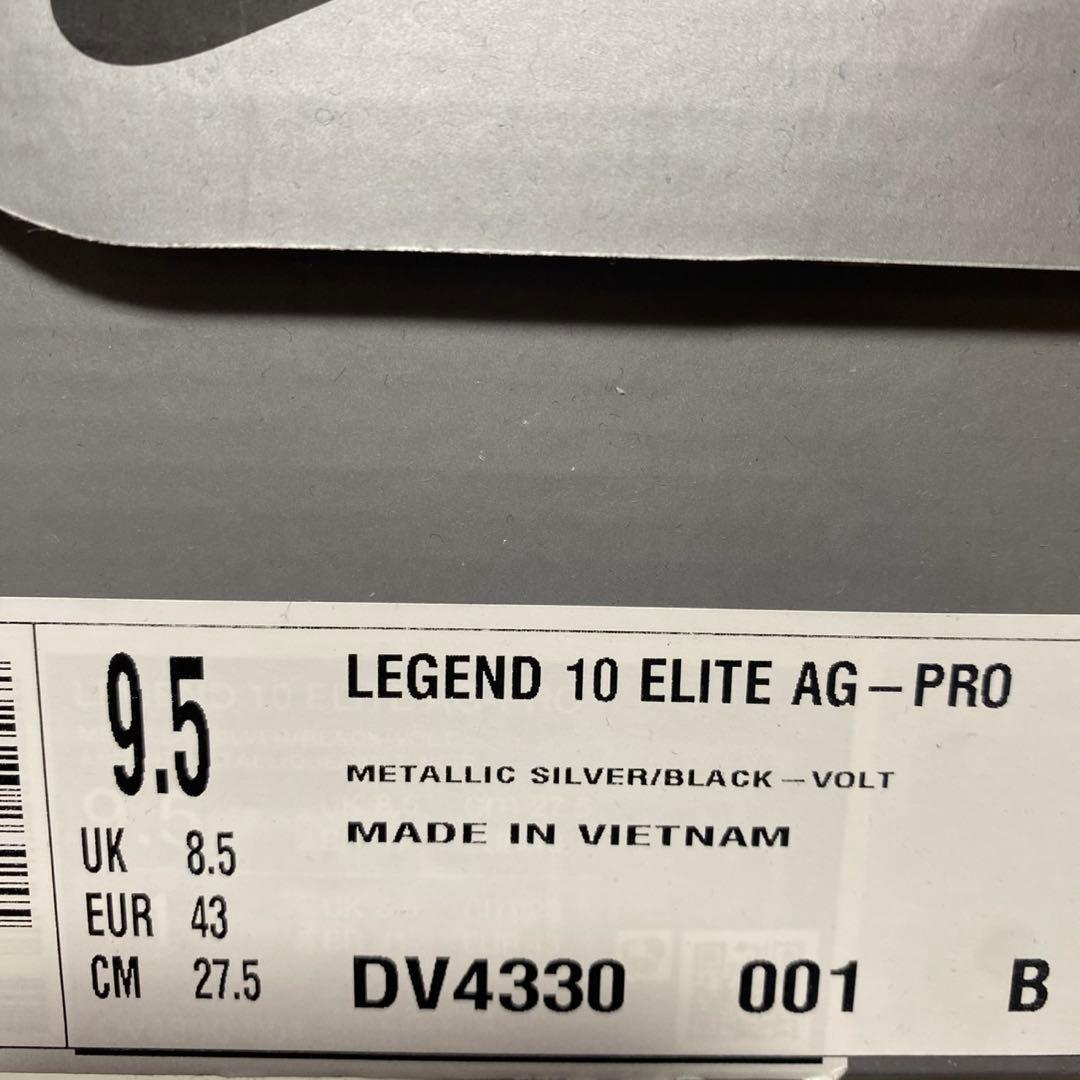 9.5
UK 8.5
EUR 43
CM 27.5
LEGEND 10 ELITE AG-PRO
METALLIC SILVER/BLACK-VOLT
MADE IN VIETNAM
DV4330 001 B